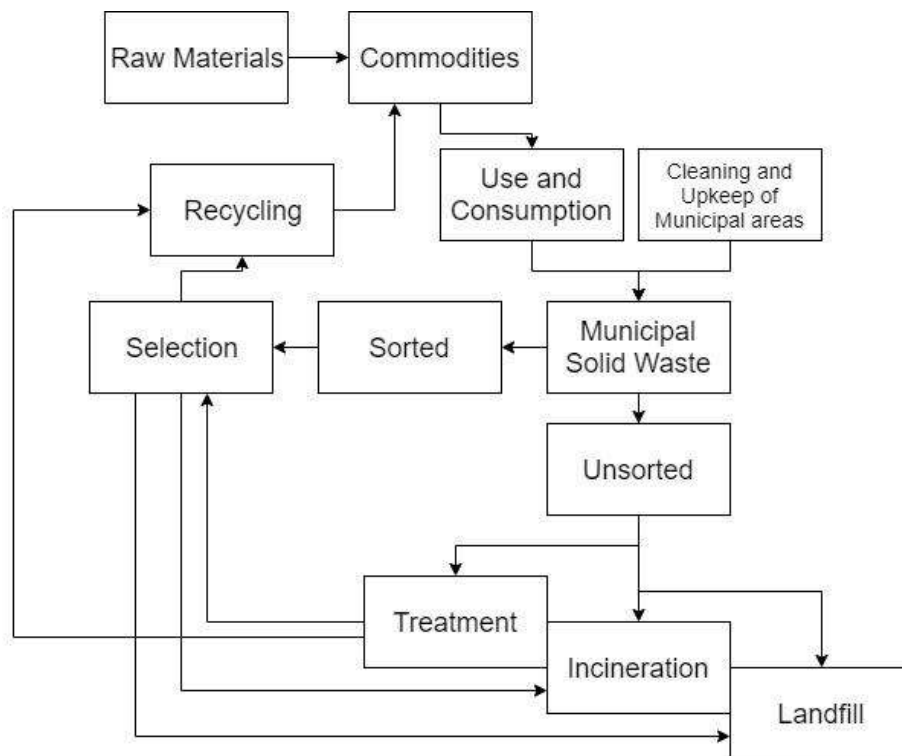 Raw Materials
Commodities
Use and
Consumption
Cleaning and
Upkeep of
Municipal areas
Recycling
Selection
Sorted
Municipal
Solid Waste
Unsorted
Treatment
Incineration
Landfill